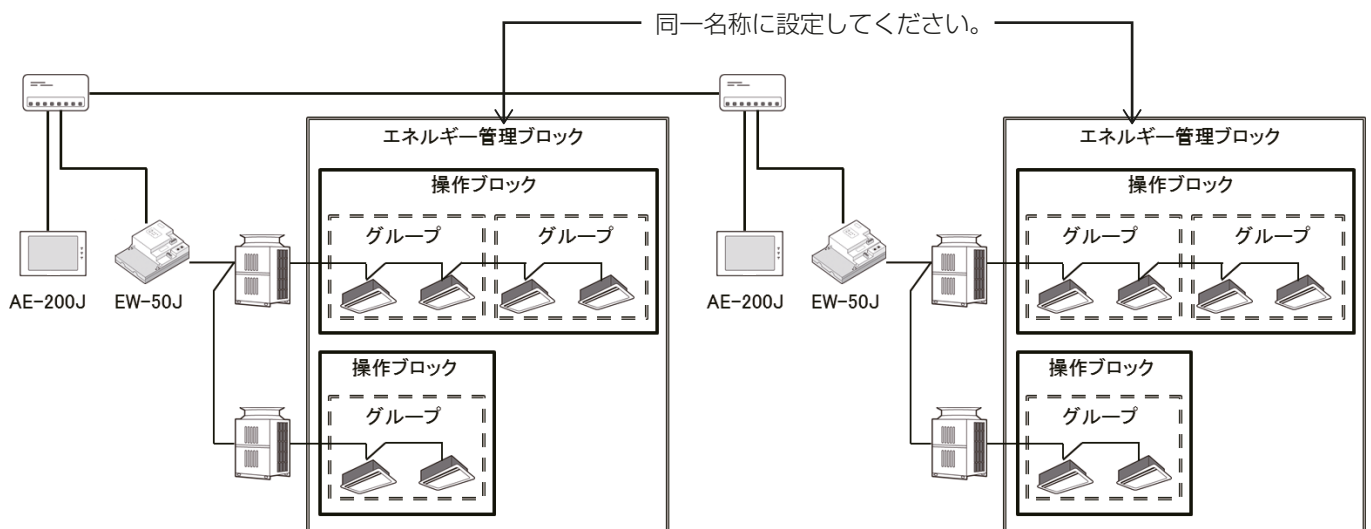 同一名称に設定してください。
エネルギー管理ブロック
操作ブロック
グループ
グループ
AE-200J
EW-50J
操作ブロック
グループ
エネルギー管理ブロック
操作ブロック
グループ
グループ
AE-200J
EW-50J
操作ブロック
グループ